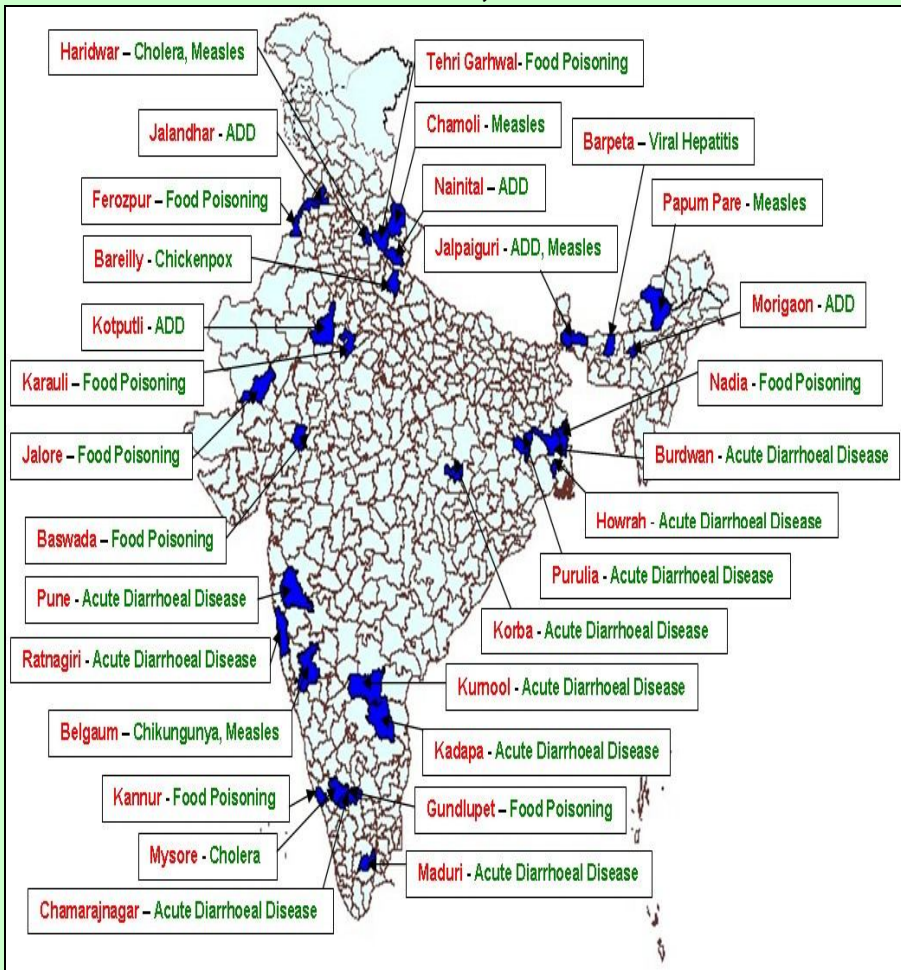 Haridwar – Cholera, Measles
Tehri Garhwal- Food Poisoning
Chamoli - Measles
Jalandhar - ADD
Barpeta – Viral Hepatitis
Nainital – ADD
Ferozpur – Food Poisoning
Papum Pare - Measles
Jalpaiguri - ADD, Measles
Bareilly - Chickenpox
Morigaon – ADD
Kotputli - ADD
Karauli – Food Poisoning
Nadia - Food Poisoning
Jalore – Food Poisoning
Burdwan - Acute Diarrhoeal Disease
Howrah - Acute Diarrhoeal Disease
Baswada - Food Poisoning
Purulia - Acute Diarrhoeal Disease
Pune - Acute Diarrhoeal Disease
Korba - Acute Diarrhoeal Disease
Ratnagiri - Acute Diarrhoeal Disease
Kurnool - Acute Diarrhoeal Disease
Belgaum – Chikungunya, Measles
Kadapa - Acute Diarrhoeal Disease
Kannur - Food Poisoning
Gundlupet – Food Poisoning
Mysore - Cholera
Maduri - Acute Diarrhoeal Disease
Chamarajnagar – Acute Diarrhoeal Disease